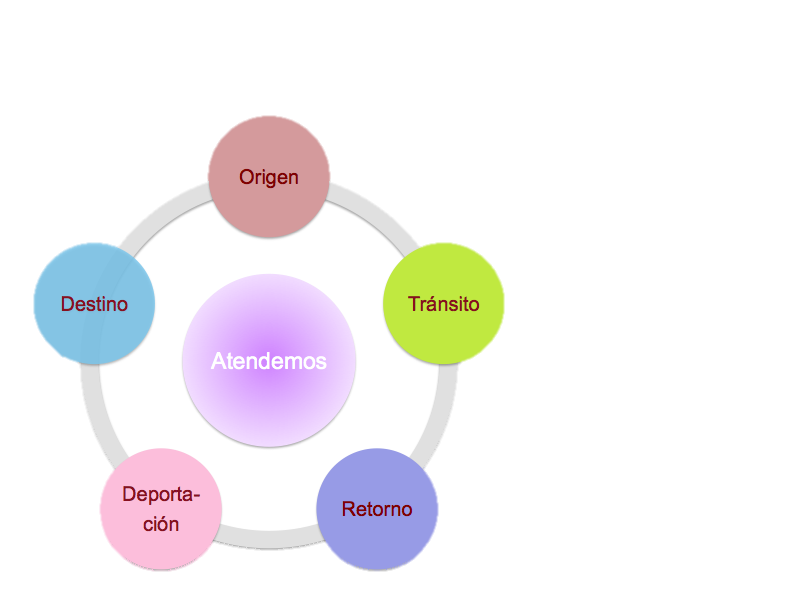 Origen
Destino
Tránsito
Atendemos
Deporta-
ción
Retorno